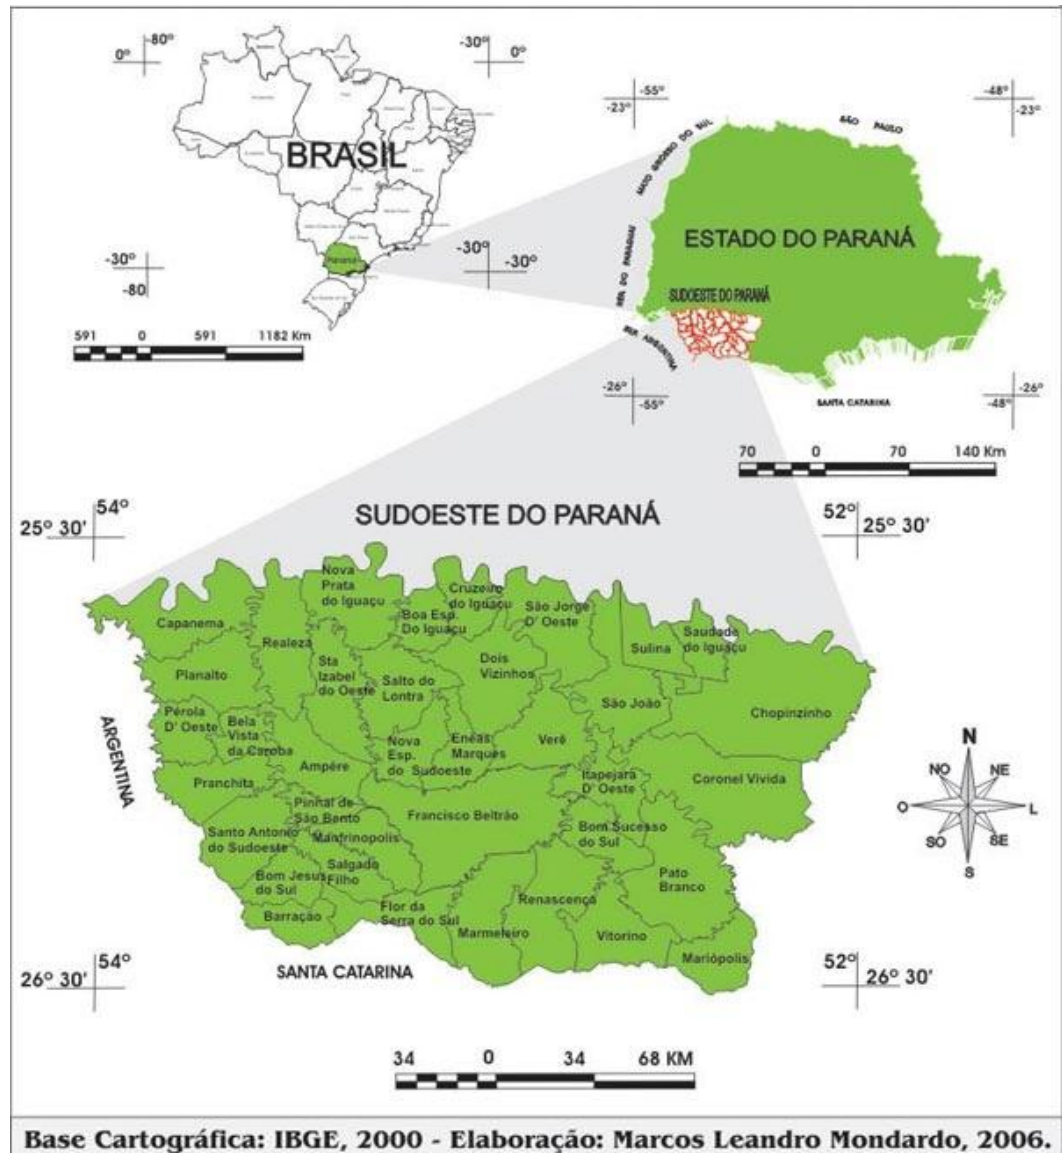 0°
-80°
-30°
0°
BRASIL
Paraná
-30°
-80
-30°
-30°
591 0 591 1182 Km
-55°
-23°
-48°
-23°
SÃO PAULO
MATO GROSSO DO SUL
ESTADO DO PARANÁ
SUDOESTE DO PARANÁ
REP. DO PARAGUAI
REP. ARGENTINA
-26°
-55°
-26°
-48°
SANTA CATARINA
70 0 70 140 Km
SUDOESTE DO PARANÁ
54°
25° 30'
52°
25° 30'
Nova
Prata
do Iguaçu
Cruzeiro
do Iguaçu
Boa Esp.
Do Iguaçu
São Jorge
D' Oeste
Capanema
Realeza
Saudade
do Iguaçu
Sulina
Planalto
Sta
Izabel
do Oeste
Salto do
Lontra
Dois
Vizinhos
São João
Chopinzinho
Pérola
D' Oeste
Bela
Vista
da Caroba
Ampére
Nova
Esp.
do Sudoeste
Enéas
Marques
Verê
ARGENTINA
Pranchita
Itapejara
D' Oeste
Coronel Vivida
Pinhal de
São Bento
Manfrinopolis
Francisco Beltrão
Bom Sucesso
do Sul
Santo Antonio
do Sudoeste
Salgado
Filho
Bom Jesus
do Sul
Pato
Branco
Barração
Flor da
Serra do Sul
Renascença
Marmeleiro
Vitorino
Mariópolis
N
NO
NE
O
L
SO
SE
S
SANTA CATARINA
54°
26° 30'
52°
26° 30'
34 0 34 68 KM
Base Cartográfica: IBGE, 2000 - Elaboração: Marcos Leandro Mondardo, 2006.